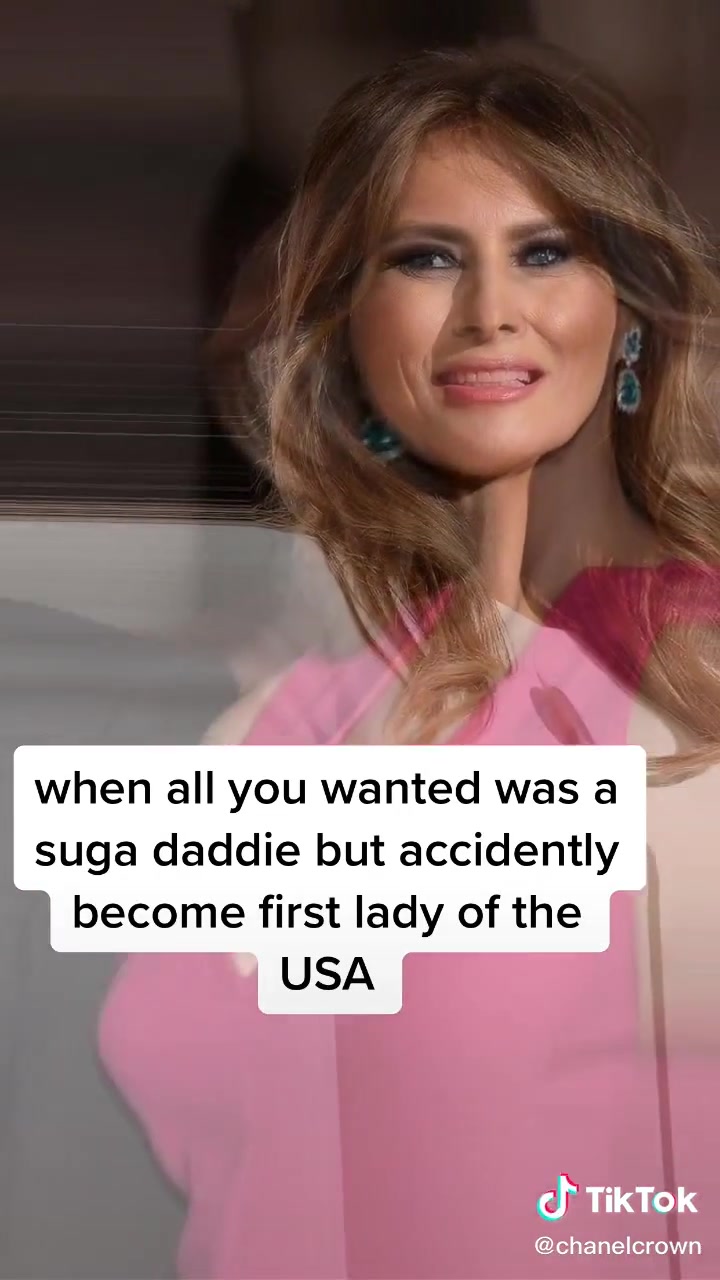 when all you wanted was a
suga daddie but accidently
become first lady of the
USA
TikTok
@chanelcrown